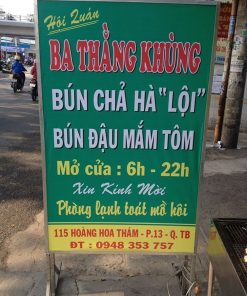 Hội Quán
BA THẰNG KHÙNG
BÚN CHẢ HÀ "LỘI"
BÚN ĐẬU MẮM TÔM
Mở cửa : 6h - 22h
Xin Kính Mời
Phòng lạnh toát mồ hôi
115 HOÀNG HOA THÁM - P.13 - Q. TB
ĐT : 0948 353 757